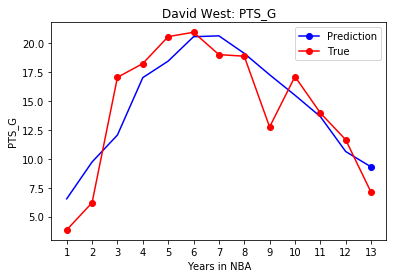 David West: PTS_G
Prediction
True
PTS_G
20.0
17.5
15.0
12.5
10.0
7.5
5.0
1 2 3 4 5 6 7 8 9 10 11 12 13
Years in NBA